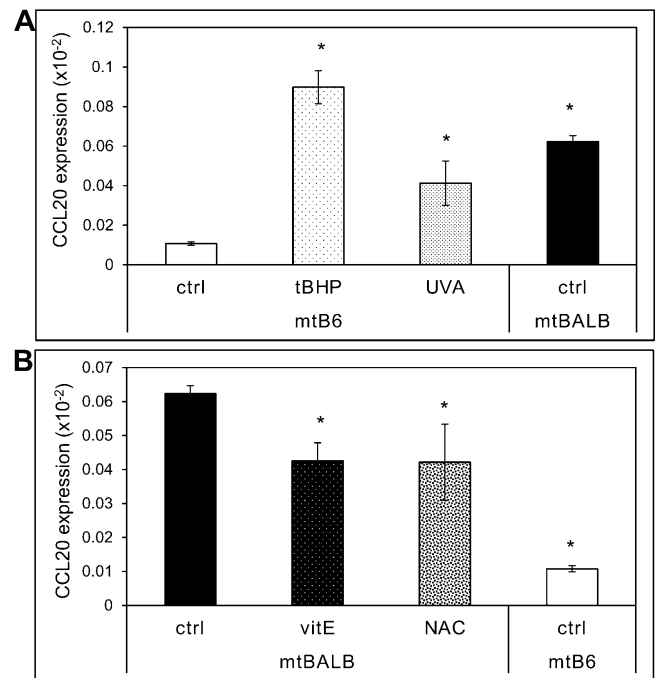 A
CCL20 expression (x10⁻²)
0.12
0.1
0.08
0.06
0.04
0.02
0
*
*
*
ctrl tBHP UVA ctrl
mtB6 mtBALB
B
CCL20 expression (x10⁻²)
0.07
0.06
0.05
0.04
0.03
0.02
0.01
0
*
*
*
ctrl vitE NAC ctrl
mtBALB mtB6